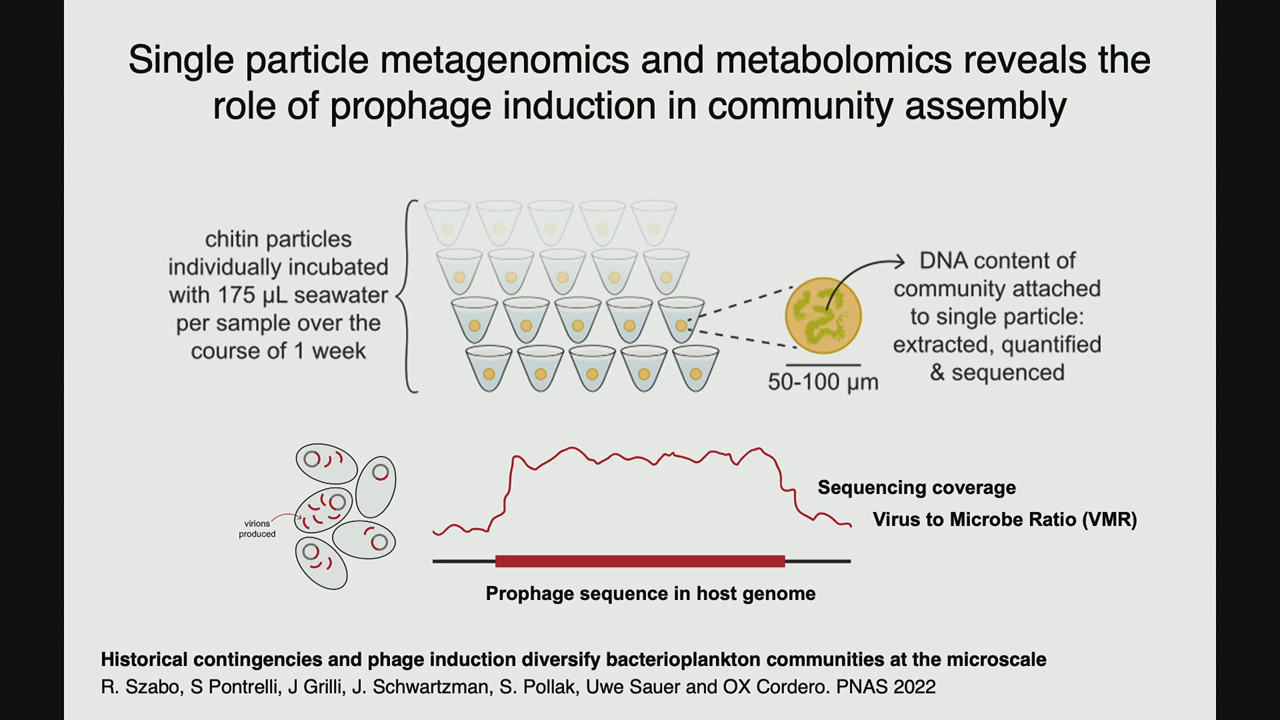 Single particle metagenomics and metabolomics reveals the
role of prophage induction in community assembly
chitin particles
individually incubated
with 175 µL seawater
per sample over the
course of 1 week
DNA content of
community attached
to single particle:
extracted, quantified
& sequenced
50-100 µm
virions
produced
Sequencing coverage
Virus to Microbe Ratio (VMR)
Prophage sequence in host genome
Historical contingencies and phage induction diversify bacterioplankton communities at the microscale
R. Szabo, S Pontrelli, J Grilli, J. Schwartzman, S. Pollak, Uwe Sauer and OX Cordero. PNAS 2022